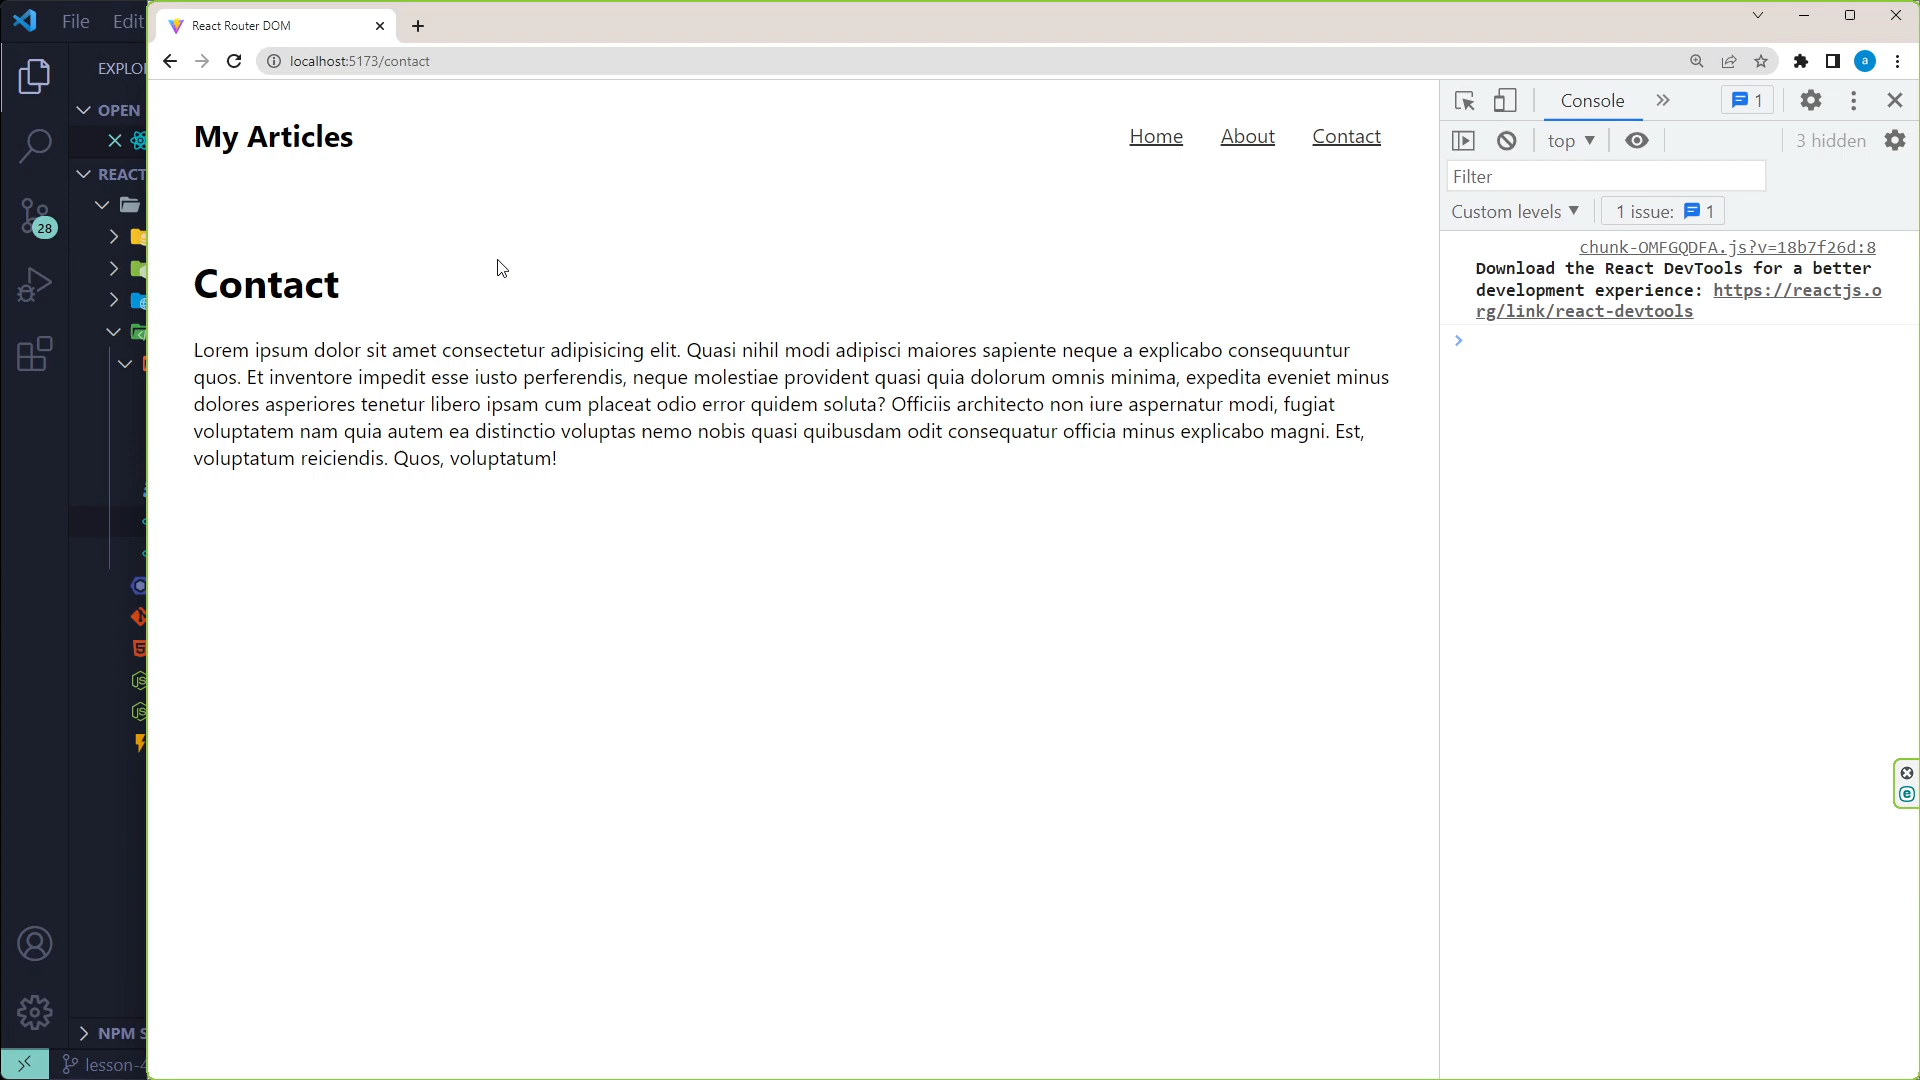 File Edit
React Router DOM
localhost:5173/contact
EXPLO
OPEN
REACT
28
NPM S
lesson-4
My Articles
Home About Contact
Contact
Lorem ipsum dolor sit amet consectetur adipisicing elit. Quasi nihil modi adipisci maiores sapiente neque a explicabo consequuntur
quos. Et inventore impedit esse iusto perferendis, neque molestiae provident quasi quia dolorum omnis minima, expedita eveniet minus
dolores asperiores tenetur libero ipsam cum placeat odio error quidem soluta? Officiis architecto non iure aspernatur modi, fugiat
voluptatem nam quia autem ea distinctio voluptas nemo nobis quasi quibusdam odit consequatur officia minus explicabo magni. Est,
voluptatum reiciendis. Quos, voluptatum!
Console 1
top 3 hidden
Filter
Custom levels 1 issue: 1
chunk-OMFGQDFA.js?v=18b7f26d:8
Download the React DevTools for a better
development experience: https://reactjs.o
rg/link/react-devtools
a